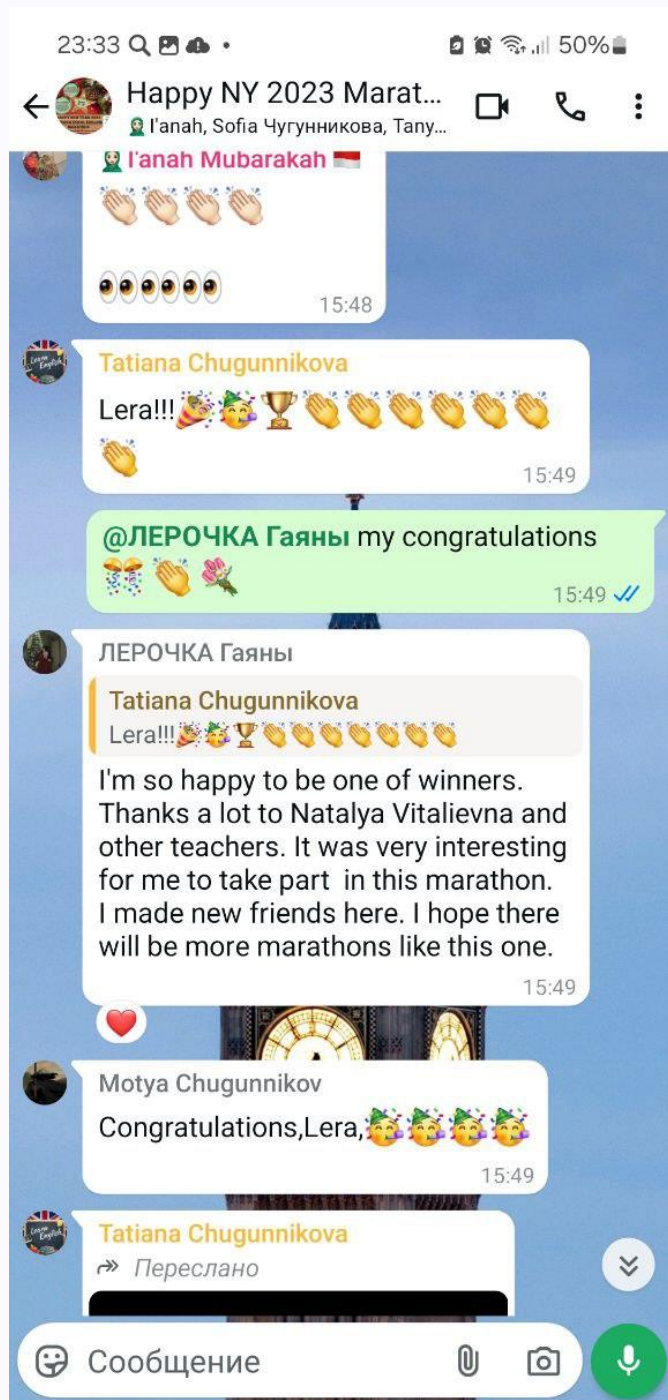 23:33 50%
Happy NY 2023 Marat...
I'anah, Sofia Чугунникова, Tany...
I'anah Mubarakah
15:48
Tatiana Chugunnikova
Lera!!!🎉🥳🏆👏👏👏👏👏👏
👏
15:49
@ЛЕРОЧКА Гаяны my congratulations
🎊👏💐
15:49
ЛЕРОЧКА Гаяны
Tatiana Chugunnikova
Lera!!!🎉🥳🏆👏👏👏👏👏👏👏
I'm so happy to be one of winners.
Thanks a lot to Natalya Vitalievna and
other teachers. It was very interesting
for me to take part in this marathon.
I made new friends here. I hope there
will be more marathons like this one.
15:49
Motya Chugunnikov
Congratulations,Lera,🥳🥳🥳🥳
15:49
Tatiana Chugunnikova
Переслано
Сообщение